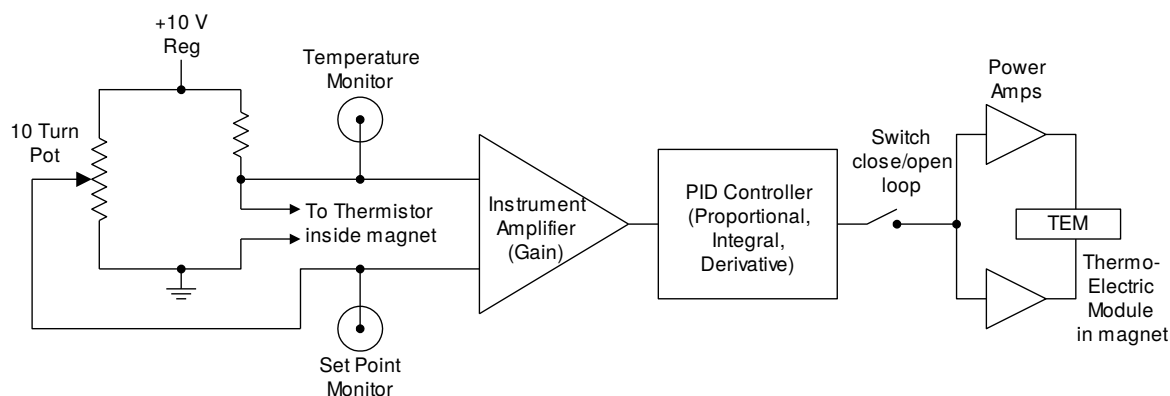 +10 V
Reg
10 Turn
Pot
Temperature
Monitor
To Thermistor
inside magnet
Set Point
Monitor
Instrument
Amplifier
(Gain)
PID Controller
(Proportional,
Integral,
Derivative)
Switch
close/open
loop
Power
Amps
TEM
Thermo-
Electric
Module
in magnet